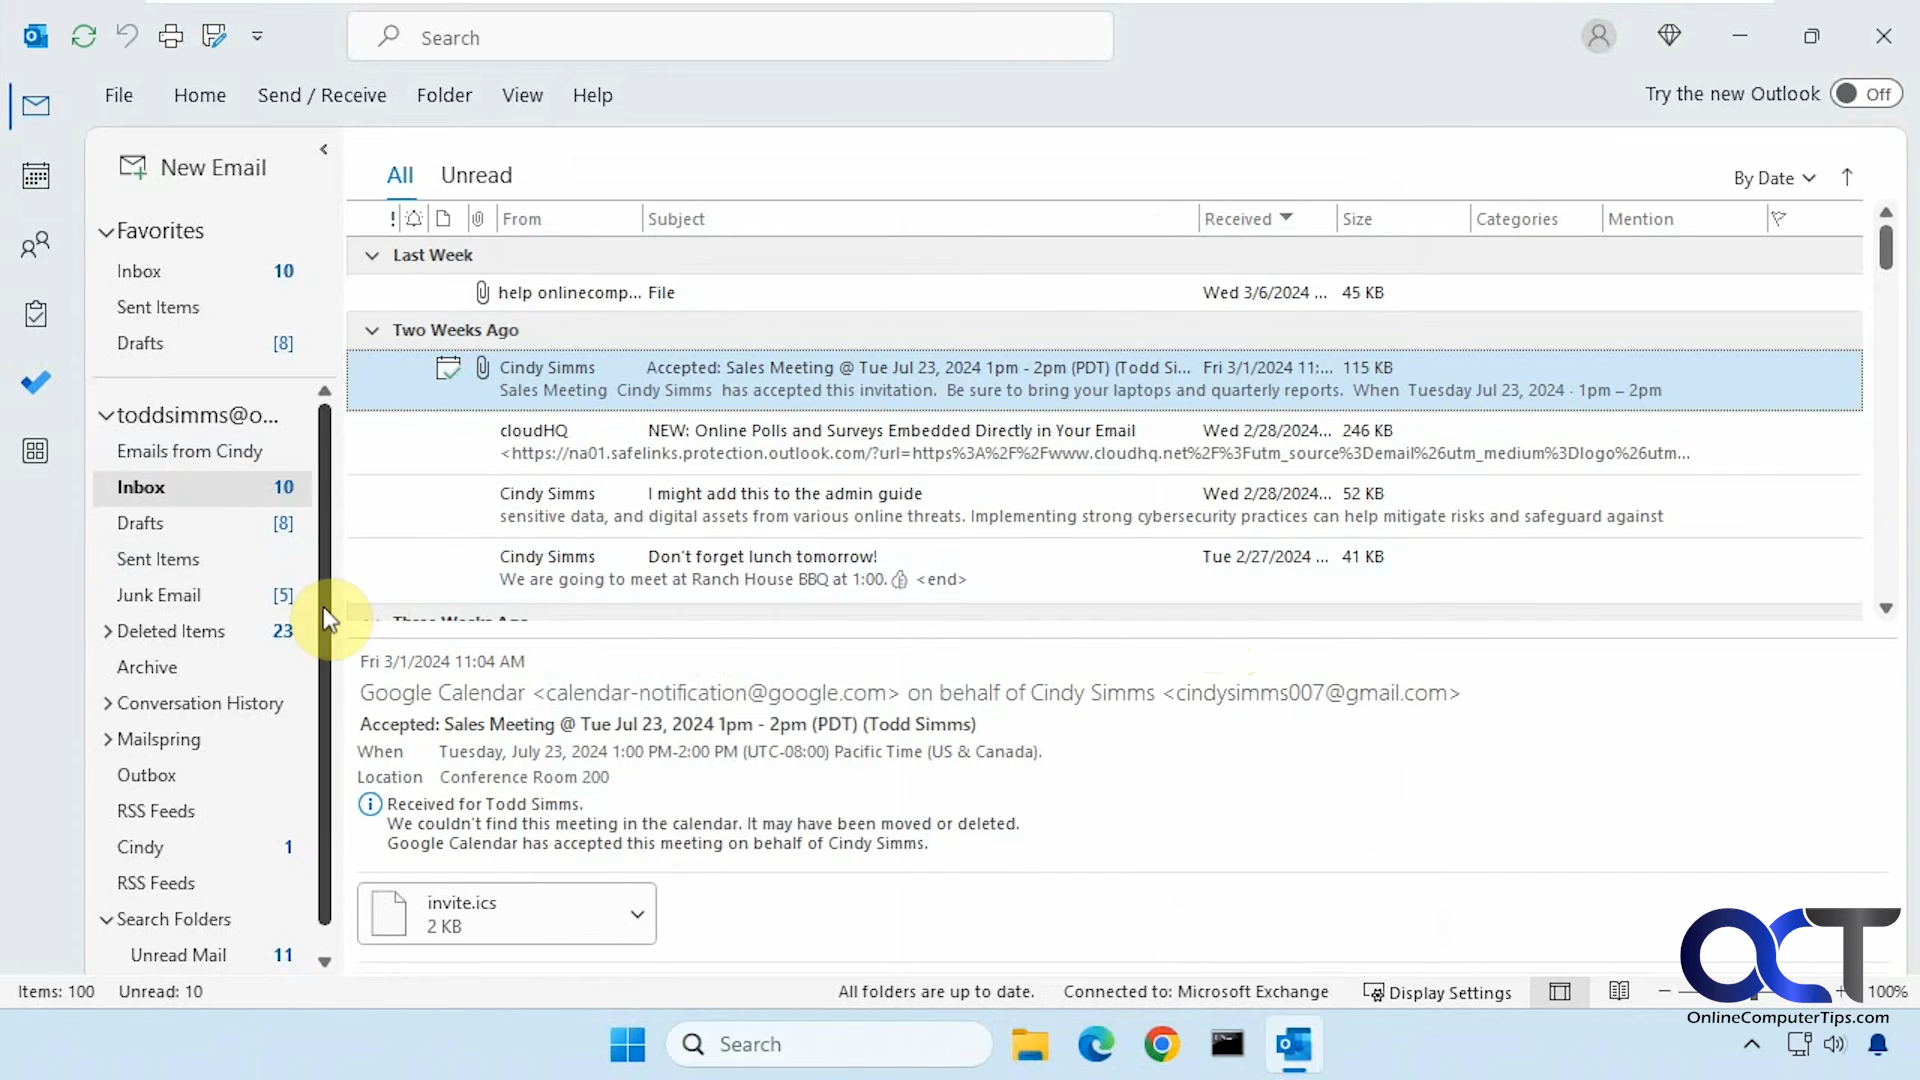 Search
File Home Send / Receive Folder View Help
Try the new Outlook Off
New Email
Favorites
Inbox 10
Sent Items
Drafts [8]
toddsimms@o...
Emails from Cindy
Inbox 10
Drafts [8]
Sent Items
Junk Email [5]
Deleted Items 23
Archive
Conversation History
Mailspring
Outbox
RSS Feeds
Cindy 1
RSS Feeds
Search Folders
Unread Mail 11
All Unread
By Date
! From Subject Received Size Categories Mention
Last Week
help onlinecomp... File Wed 3/6/2024 ... 45 KB
Two Weeks Ago
Cindy Simms Accepted: Sales Meeting @ Tue Jul 23, 2024 1pm - 2pm (PDT) (Todd Si... Fri 3/1/2024 11:... 115 KB
Sales Meeting Cindy Simms has accepted this invitation. Be sure to bring your laptops and quarterly reports. When Tuesday Jul 23, 2024 · 1pm – 2pm
cloudHQ NEW: Online Polls and Surveys Embedded Directly in Your Email Wed 2/28/2024... 246 KB
<https://na01.safelinks.protection.outlook.com/?url=https%3A%2F%2Fwww.cloudhq.net%2F%3Futm_source%3Demail%26utm_medium%3Dlogo%26utm...
Cindy Simms I might add this to the admin guide Wed 2/28/2024... 52 KB
sensitive data, and digital assets from various online threats. Implementing strong cybersecurity practices can help mitigate risks and safeguard against
Cindy Simms Don't forget lunch tomorrow! Tue 2/27/2024 ... 41 KB
We are going to meet at Ranch House BBQ at 1:00. <end>
Three Weeks Ago
Fri 3/1/2024 11:04 AM
Google Calendar <calendar-notification@google.com> on behalf of Cindy Simms <cindysimms007@gmail.com>
Accepted: Sales Meeting @ Tue Jul 23, 2024 1pm - 2pm (PDT) (Todd Simms)
When Tuesday, July 23, 2024 1:00 PM-2:00 PM (UTC-08:00) Pacific Time (US & Canada).
Location Conference Room 200
Received for Todd Simms.
We couldn't find this meeting in the calendar. It may have been moved or deleted.
Google Calendar has accepted this meeting on behalf of Cindy Simms.
invite.ics
2 KB
OCT
OnlineComputerTips.com
Items: 100 Unread: 10 All folders are up to date. Connected to: Microsoft Exchange Display Settings 100%
Search